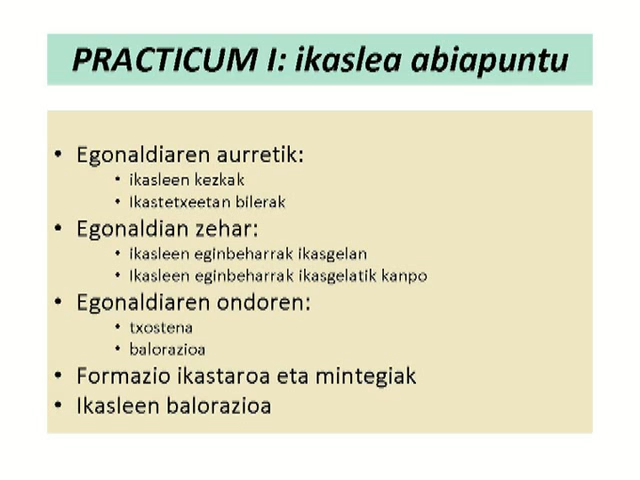 PRACTICUM I: ikaslea abiapuntu
• Egonaldiaren aurretik:
• ikasleen kezkak
• Ikastetxeetan bilerak
• Egonaldian zehar:
• ikasleen eginbeharrak ikasgelan
• Ikasleen eginbeharrak ikasgelatik kanpo
• Egonaldiaren ondoren:
• txostena
• balorazioa
• Formazio ikastaroa eta mintegiak
• Ikasleen balorazioa